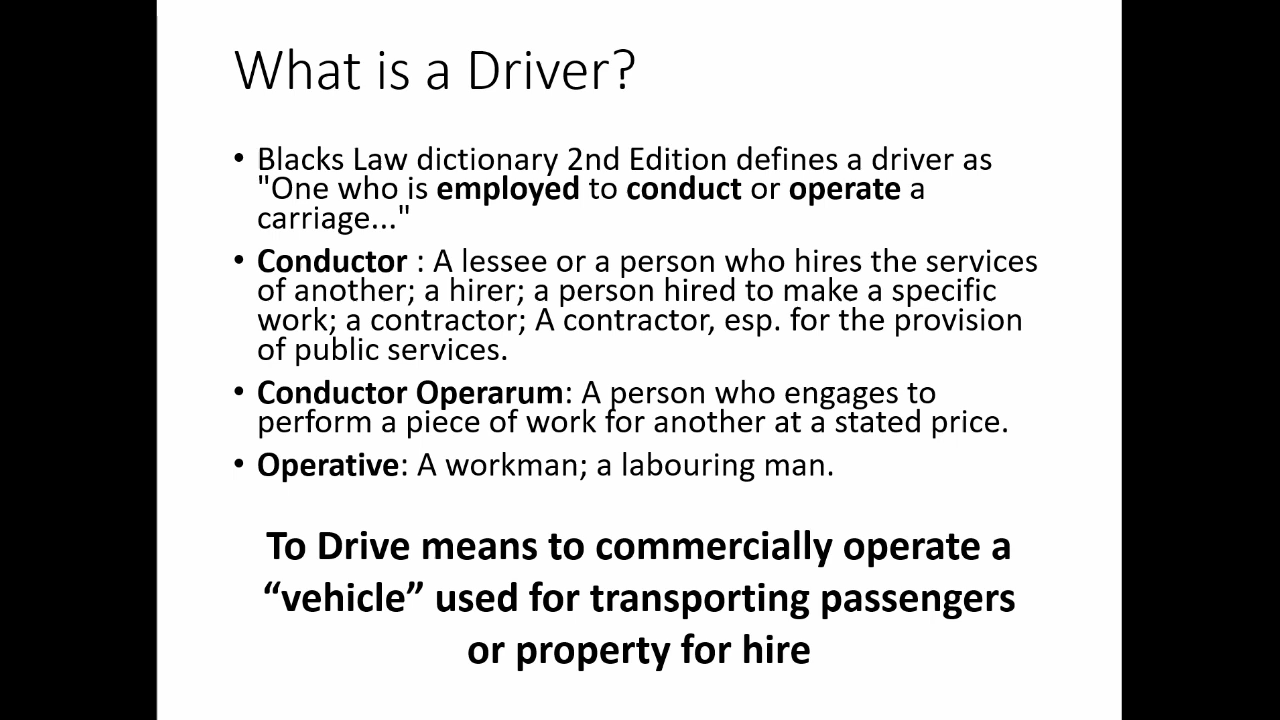 What is a Driver?
• Blacks Law dictionary 2nd Edition defines a driver as
"One who is employed to conduct or operate a
carriage..."
• Conductor : A lessee or a person who hires the services
of another; a hirer; a person hired to make a specific
work; a contractor; A contractor, esp. for the provision
of public services.
• Conductor Operarum: A person who engages to
perform a piece of work for another at a stated price.
• Operative: A workman; a labouring man.
To Drive means to commercially operate a
“vehicle” used for transporting passengers
or property for hire